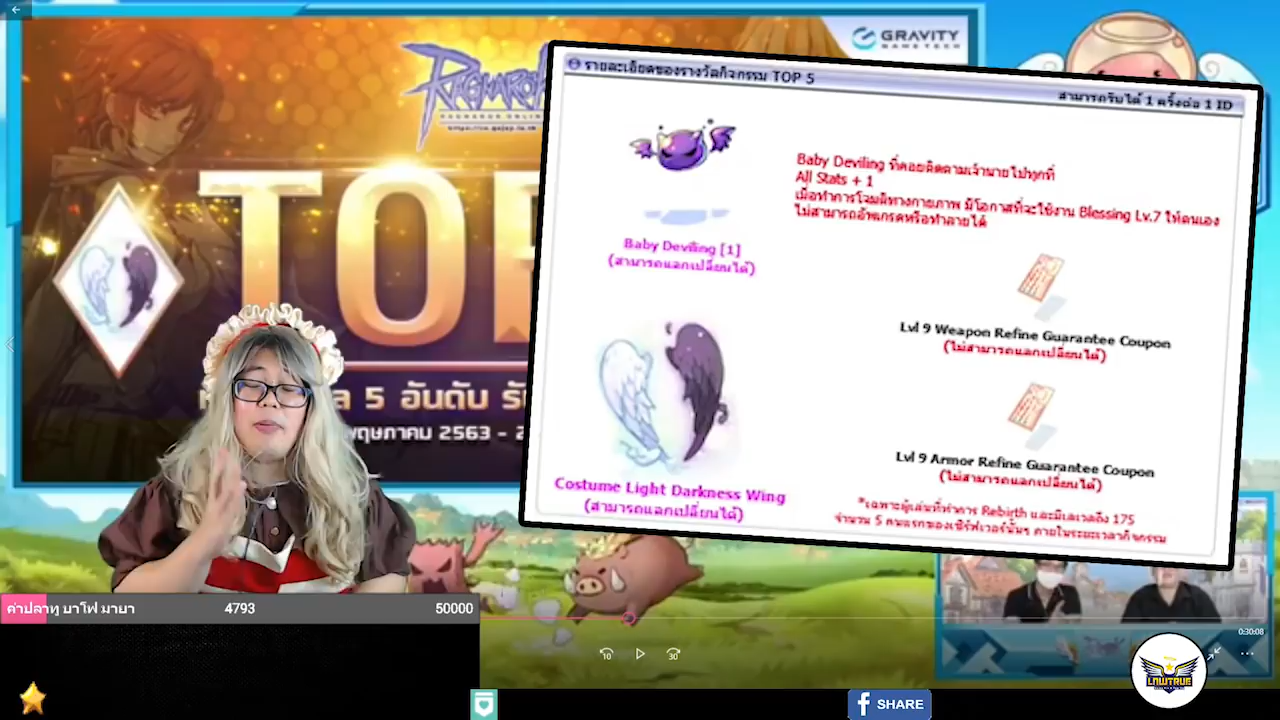 GRAVITY
GAME TECH
RAGNAROK
TOP
5 อันดับ
พฤษภาคม 2563 -
รายละเอียดของรางวัลกิจกรรม TOP 5
สามารถรับได้ 1 ครั้งต่อ 1 ID
Baby Deviling ที่คอยติดตามเจ้านายไปทุกที่
All Stats + 1
เมื่อทำการโจมตีทางกายภาพ มีโอกาสที่จะใช้งาน Blessing Lv.7 ให้ตนเอง
ไม่สามารถอัพเกรดหรือทำลายได้
Baby Deviling [1]
(สามารถแลกเปลี่ยนได้)
Lvl 9 Weapon Refine Guarantee Coupon
(ไม่สามารถแลกเปลี่ยนได้)
Lvl 9 Armor Refine Guarantee Coupon
(ไม่สามารถแลกเปลี่ยนได้)
Costume Light Darkness Wing
(สามารถแลกเปลี่ยนได้)
*เฉพาะผู้เล่นที่ทำการ Rebirth และมีเลเวลถึง 175
จำนวน 5 คนแรกของเซิร์ฟเวอร์นั้นๆ ภายในระยะเวลากิจกรรม
ค่าปลาทู บาโฟ มายา 4793 50000
0:30:08
10 30
LNWTRUE
SHARE